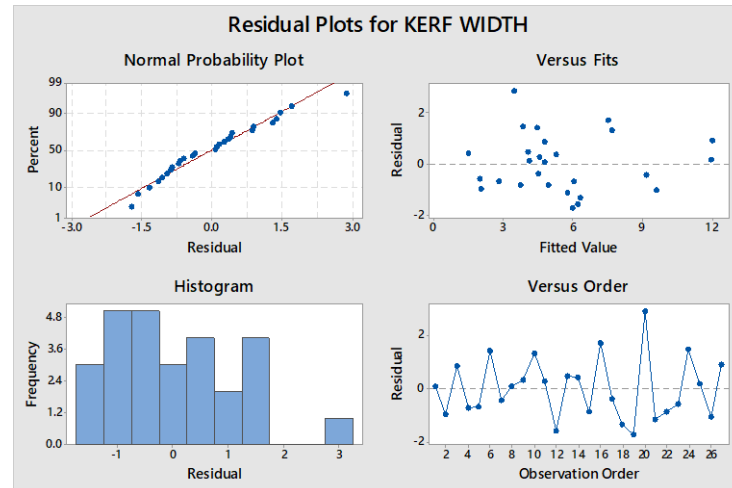 Residual Plots for KERF WIDTH
Normal Probability Plot
Versus Fits
99
90
50
10
1
Percent
-3.0 -1.5 0.0 1.5 3.0
Residual
2
0
-2
Residual
0 3 6 9 12
Fitted Value
Histogram
Versus Order
4.8
3.6
2.4
1.2
0.0
Frequency
-1 0 1 2 3
Residual
2
0
-2
Residual
2 4 6 8 10 12 14 16 18 20 22 24 26
Observation Order